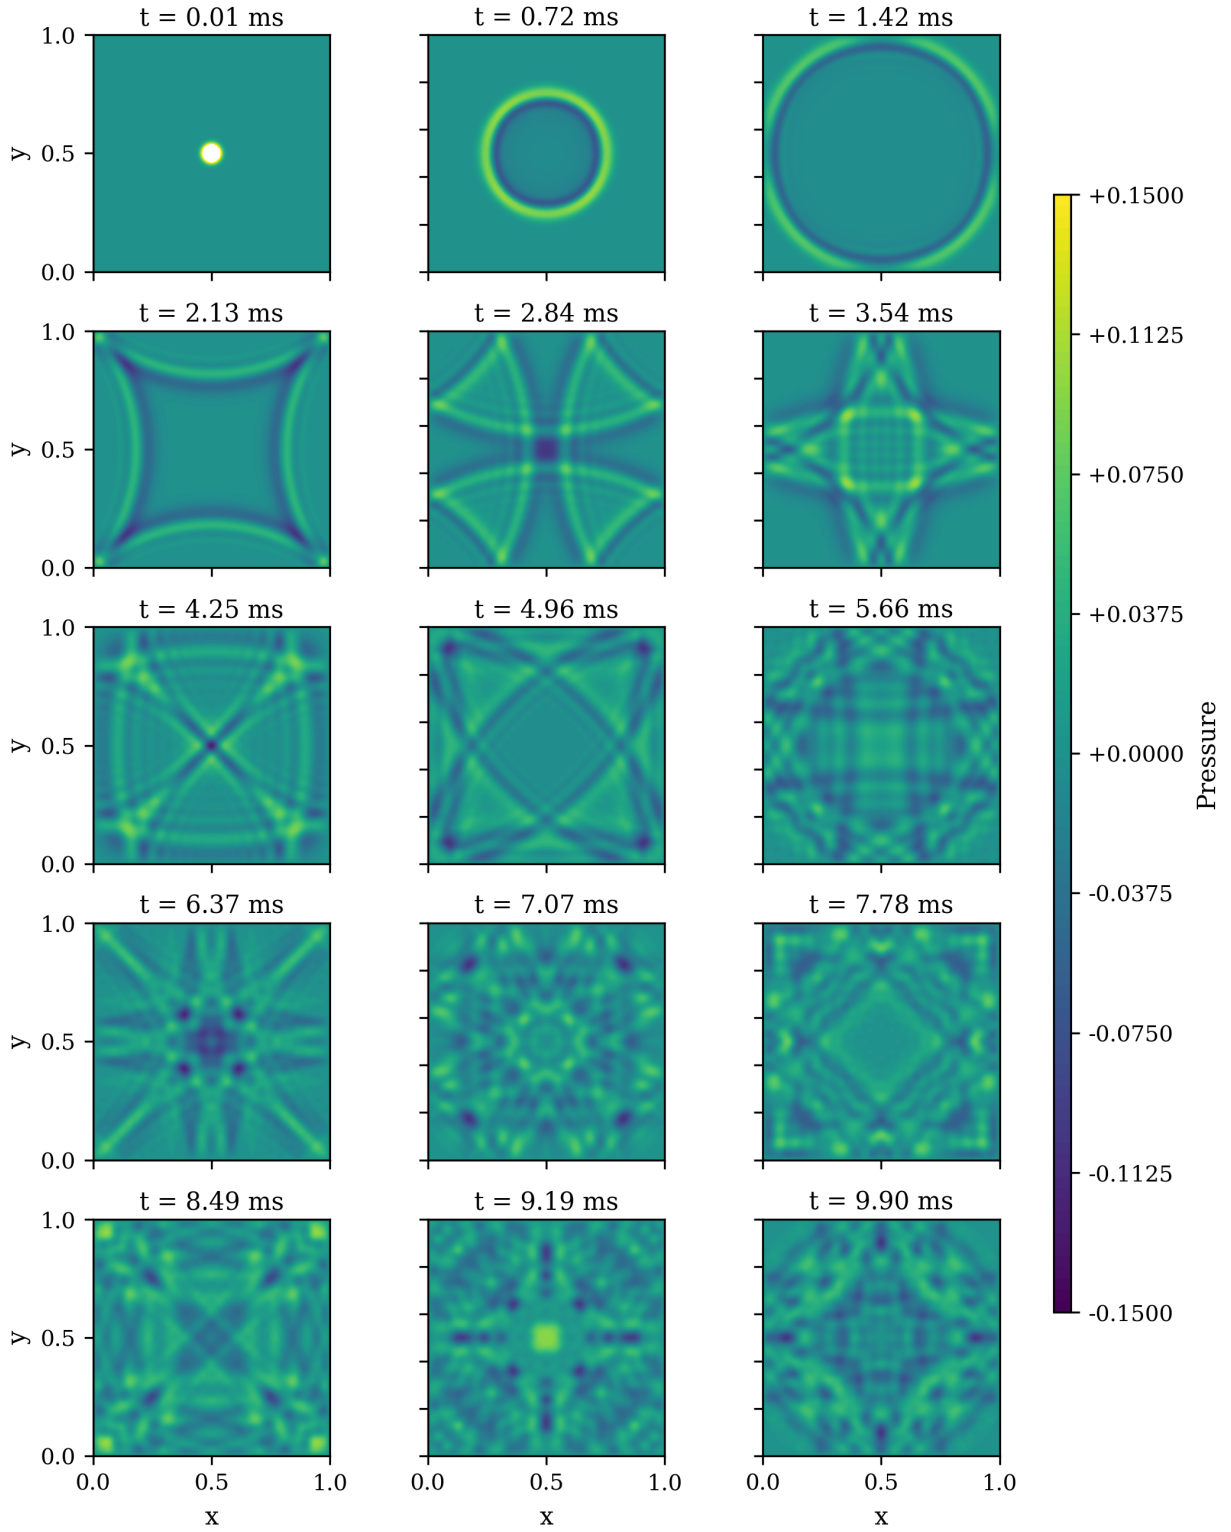 t = 0.01 ms t = 0.72 ms t = 1.42 ms
1.0
y 0.5
0.0
t = 2.13 ms t = 2.84 ms t = 3.54 ms
1.0
y 0.5
0.0
t = 4.25 ms t = 4.96 ms t = 5.66 ms
1.0
y 0.5
0.0
t = 6.37 ms t = 7.07 ms t = 7.78 ms
1.0
y 0.5
0.0
t = 8.49 ms t = 9.19 ms t = 9.90 ms
1.0
y 0.5
0.0
0.0 0.5 1.0 0.0 0.5 1.0 0.0 0.5 1.0
x x x
+0.1500
+0.1125
+0.0750
+0.0375
+0.0000
-0.0375
-0.0750
-0.1125
-0.1500
Pressure